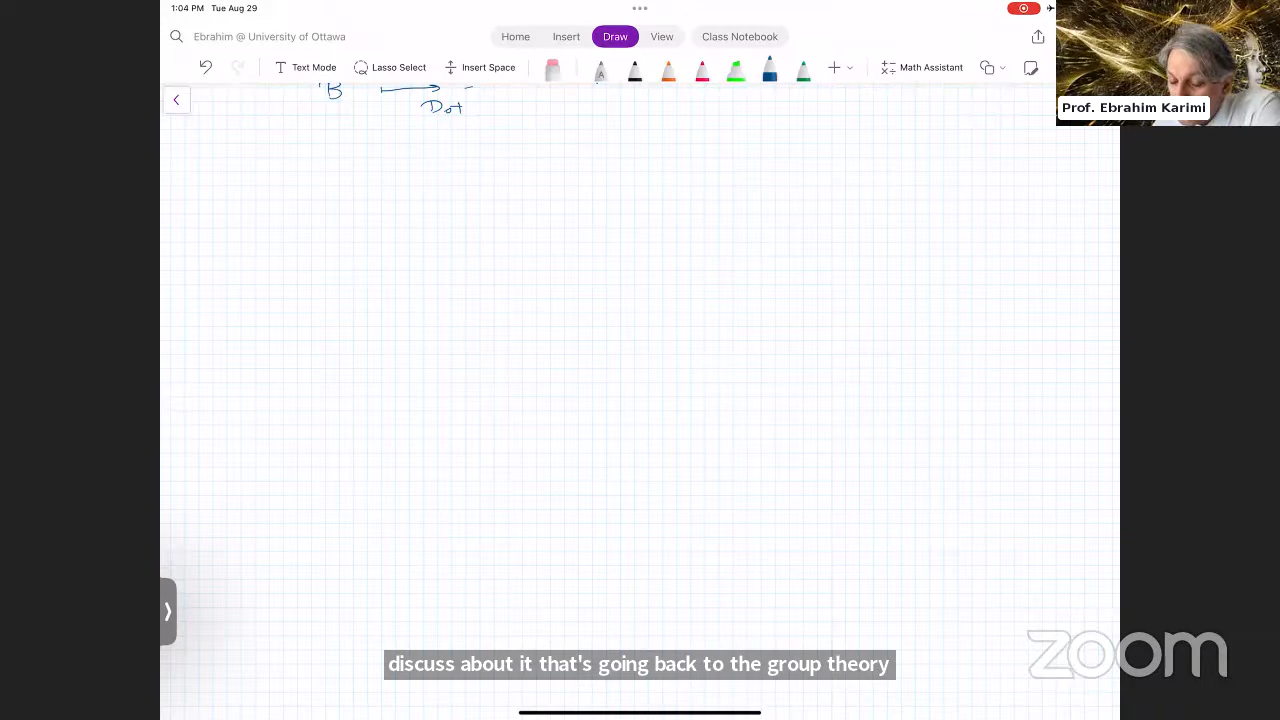 1:04 PM Tue Aug 29
Ebrahim @ University of Ottawa
Home Insert Draw View Class Notebook
Text Mode Lasso Select Insert Space A Math Assistant
B
Dot
Prof. Ebrahim Karimi
discuss about it that's going back to the group theory
zoom